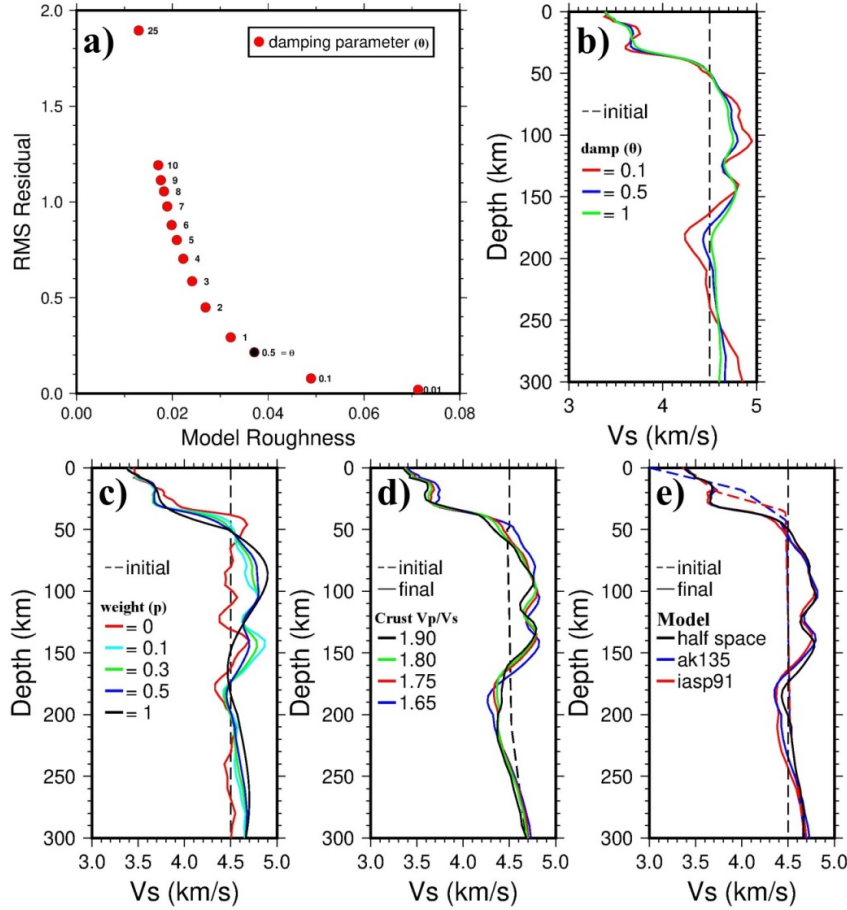 a)
damping parameter (θ)
25
10
9
8
7
6
5
4
3
2
1
0.5 = θ
0.1
0.01
RMS Residual
2.0
1.5
1.0
0.5
0.0
0.00 0.02 0.04 0.06 0.08
Model Roughness
b)
Depth (km)
0
50
100
150
200
250
300
initial
damp (θ)
= 0.1
= 0.5
= 1
3 4 5
Vs (km/s)
c)
Depth (km)
0
50
100
150
200
250
300
initial
weight (p)
= 0
= 0.1
= 0.3
= 0.5
= 1
3.0 3.5 4.0 4.5 5.0
Vs (km/s)
d)
Depth (km)
0
50
100
150
200
250
300
initial
final
Crust Vp/Vs
1.90
1.80
1.75
1.65
3.0 3.5 4.0 4.5 5.0
Vs (km/s)
e)
Depth (km)
0
50
100
150
200
250
300
initial
final
Model
half space
ak135
iasp91
3.0 3.5 4.0 4.5 5.0
Vs (km/s)